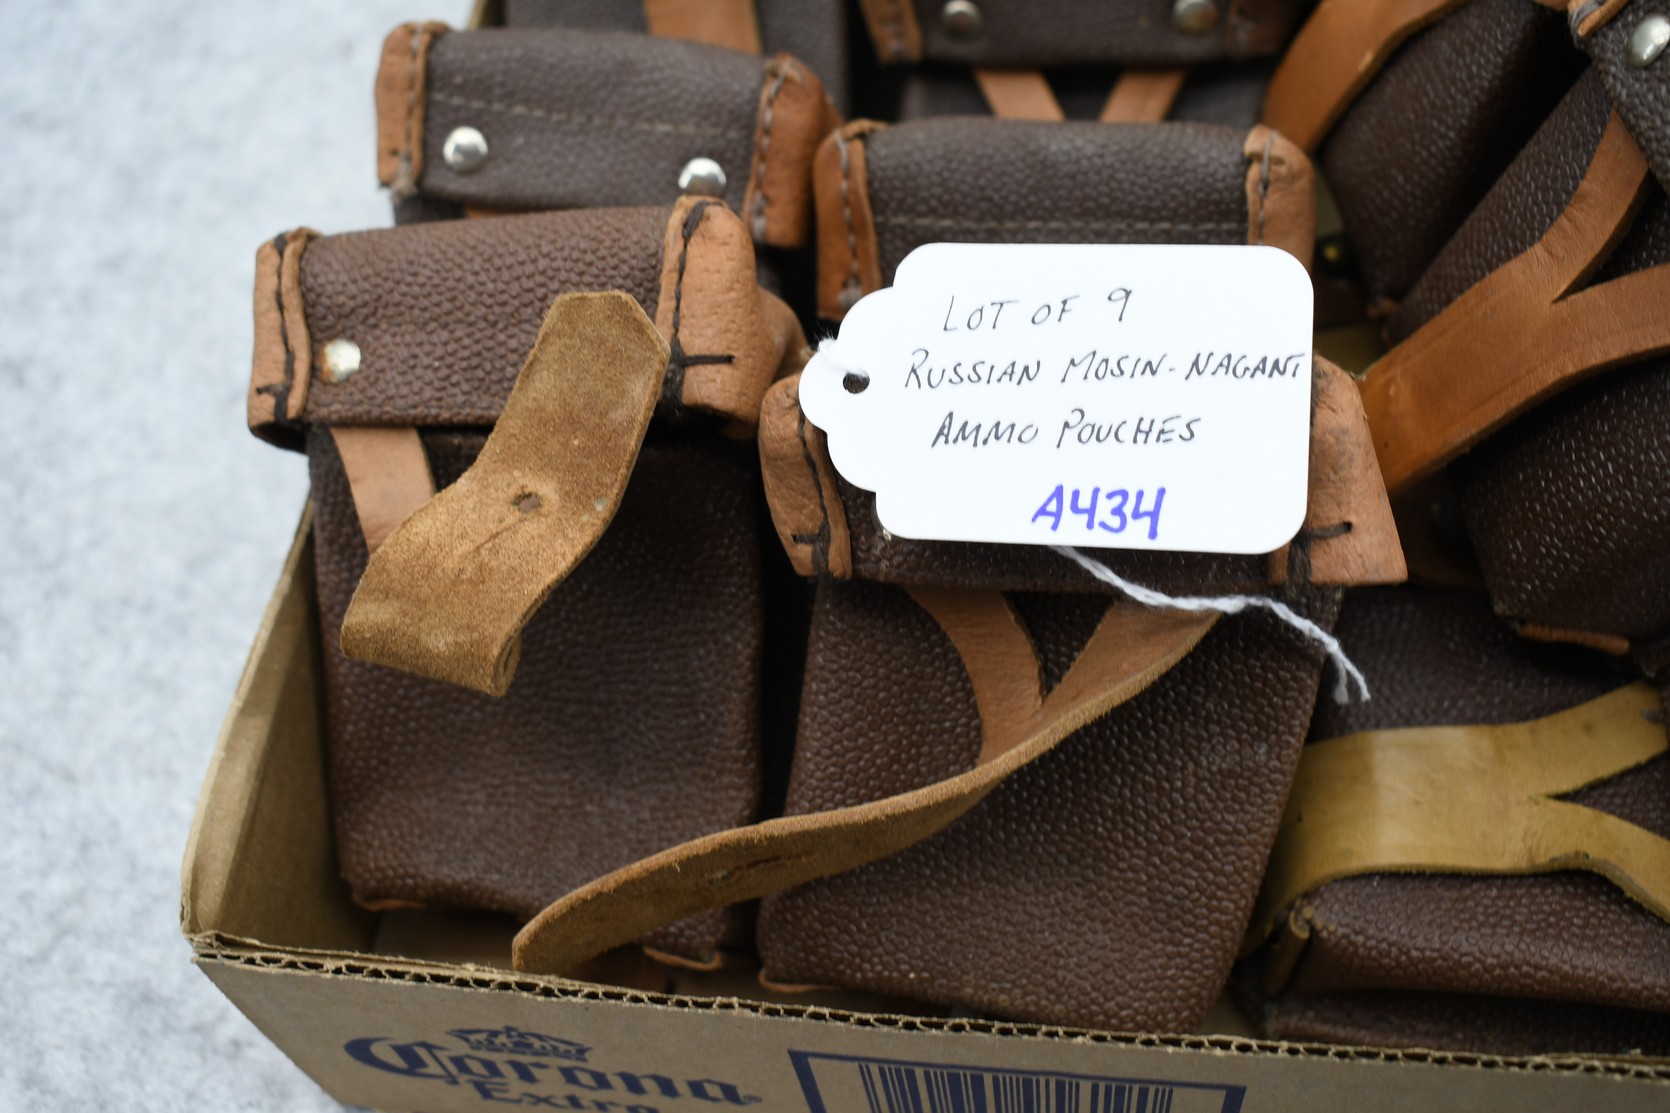 LOT OF 9
RUSSIAN MOSIN-NAGANT
AMMO POUCHES
A434
Corona
Extra